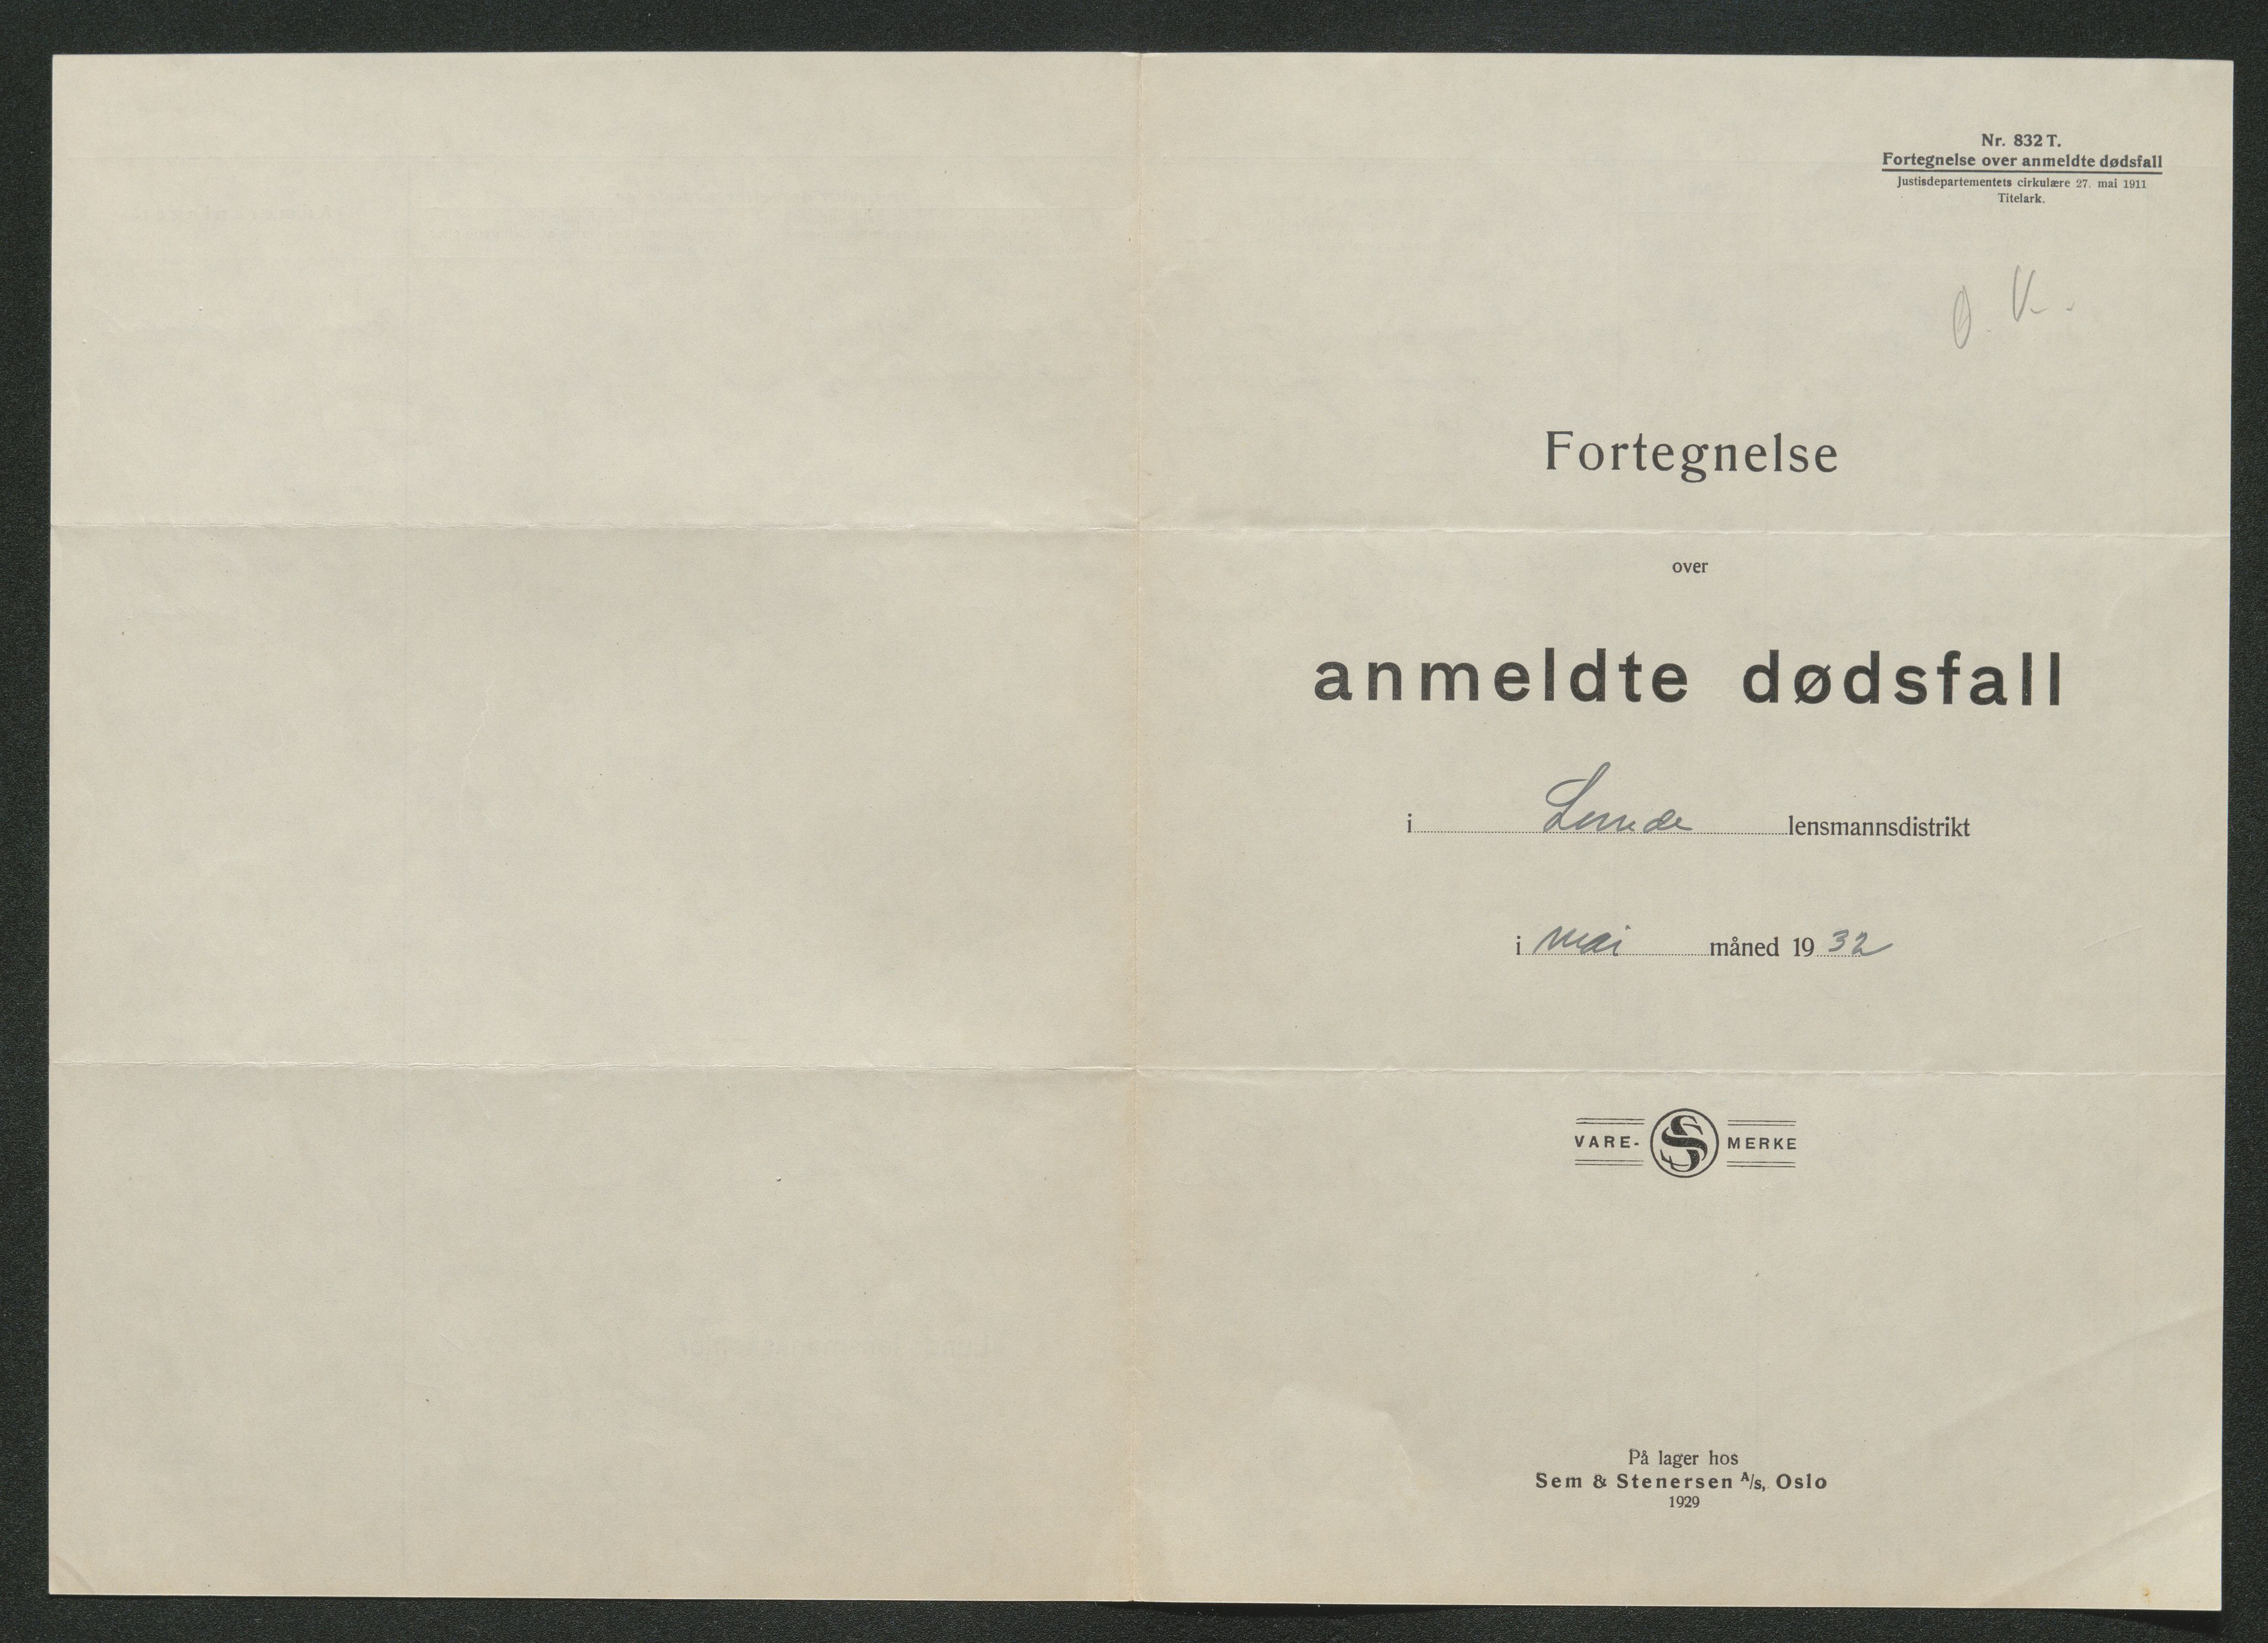 Nr. 832 T.
Fortegnelse over anmeldte dødsfall
Justisdepartementets cirkulære 27. mai 1911
Titelark.
O. K.
Fortegnelse
over
anmeldte dødsfall
i Lunde lensmannsdistrikt
i mai måned 1932
VARE- S MERKE
På lager hos
Sem & Stenersen A/s, Oslo
1929